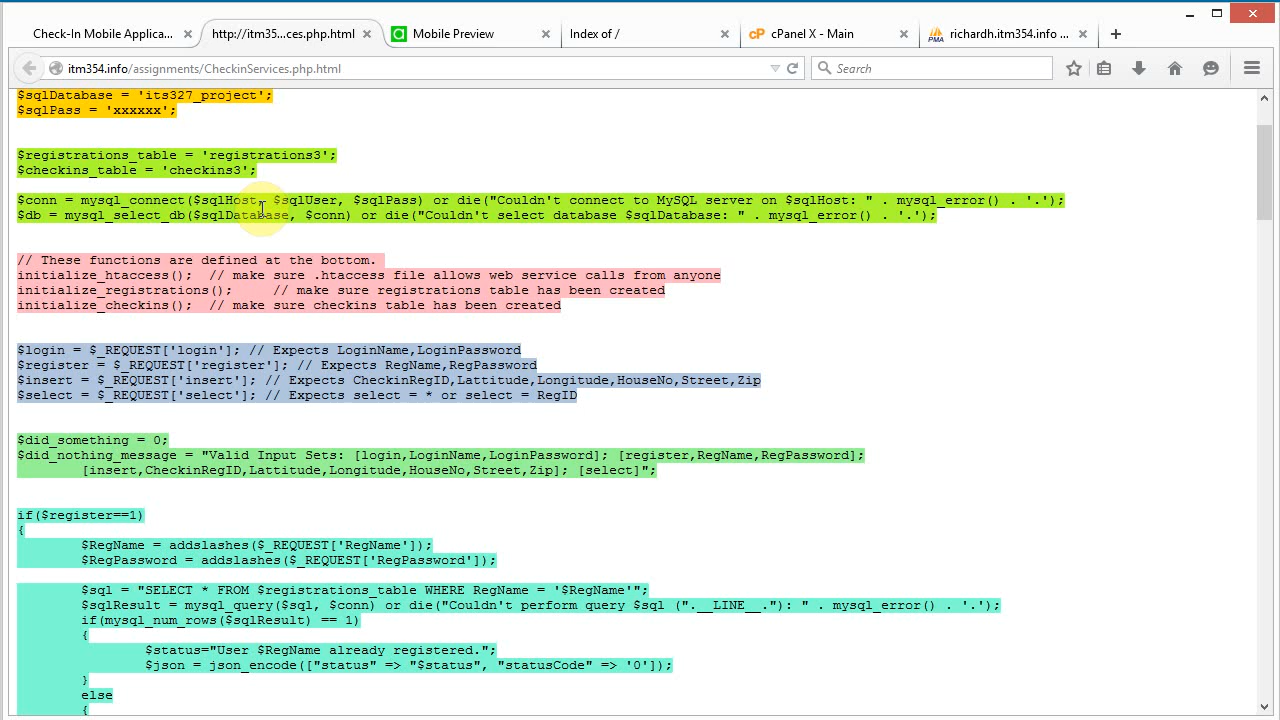 Check-In Mobile Applica...
http://itm35...ces.php.html
Mobile Preview
Index of /
cPanel X - Main
richardh.itm354.info ...
itm354.info/assignments/CheckinServices.php.html
Search
$sqlDatabase = 'its327_project';
$sqlPass = 'xxxxxx';
$registrations_table = 'registrations3';
$checkins_table = 'checkins3';
$conn = mysql_connect($sqlHost, $sqlUser, $sqlPass) or die("Couldn't connect to MySQL server on $sqlHost: " . mysql_error() . '.');
$db = mysql_select_db($sqlDatabase, $conn) or die("Couldn't select database $sqlDatabase: " . mysql_error() . '.');
// These functions are defined at the bottom.
initialize_htaccess();  // make sure .htaccess file allows web service calls from anyone
initialize_registrations();     // make sure registrations table has been created
initialize_checkins();  // make sure checkins table has been created
$login = $_REQUEST['login']; // Expects LoginName,LoginPassword
$register = $_REQUEST['register']; // Expects RegName,RegPassword
$insert = $_REQUEST['insert']; // Expects CheckinRegID,Lattitude,Longitude,HouseNo,Street,Zip
$select = $_REQUEST['select']; // Expects select = * or select = RegID
$did_something = 0;
$did_nothing_message = "Valid Input Sets: [login,LoginName,LoginPassword]; [register,RegName,RegPassword];
[insert,CheckinRegID,Lattitude,Longitude,HouseNo,Street,Zip]; [select]";
if($register==1)
{
$RegName = addslashes($_REQUEST['RegName']);
$RegPassword = addslashes($_REQUEST['RegPassword']);
$sql = "SELECT * FROM $registrations_table WHERE RegName = '$RegName'";
$sqlResult = mysql_query($sql, $conn) or die("Couldn't perform query $sql (".__LINE__."): " . mysql_error() . '.');
if(mysql_num_rows($sqlResult) == 1)
{
$status="User $RegName already registered.";
$json = json_encode(["status" => "$status", "statusCode" => '0']);
}
else
{